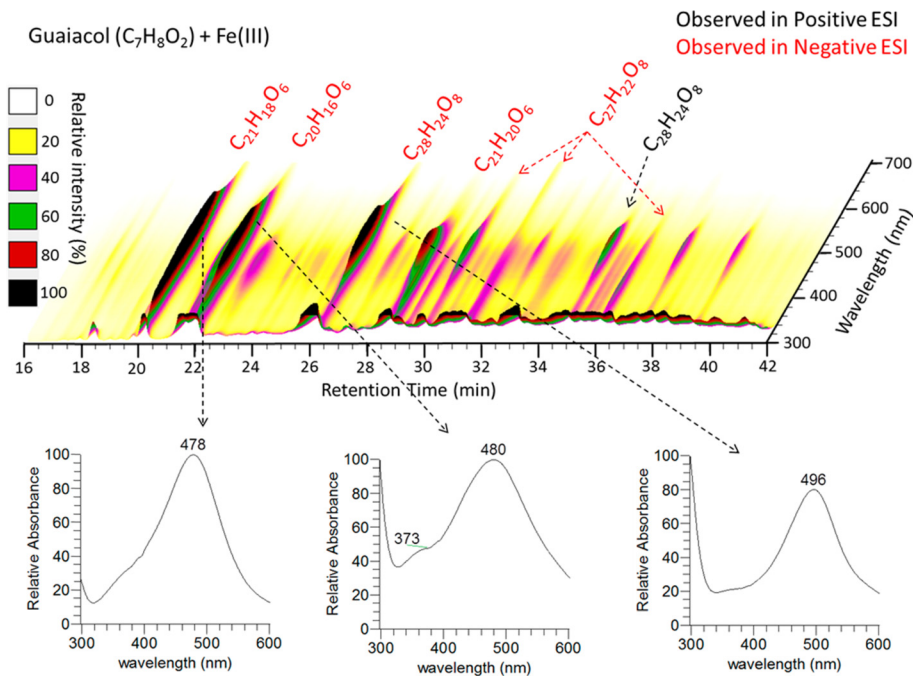 Guaiacol (C₇H₈O₂) + Fe(III)
Observed in Positive ESI
Observed in Negative ESI
Relative intensity (%)
0
20
40
60
80
100
C₂₁H₁₈O₆
C₂₀H₁₆O₆
C₂₈H₂₄O₈
C₂₁H₂₀O₆
C₂₇H₂₂O₈
C₂₈H₂₄O₈
700
600
500
400
300
Wavelength (nm)
16 18 20 22 24 26 28 30 32 34 36 38 40 42
Retention Time (min)
478
100
80
60
40
20
0
Relative Absorbance
300 400 500 600
wavelength (nm)
480
373
100
80
60
40
20
0
Relative Absorbance
300 400 500 600
wavelength (nm)
496
100
80
60
40
20
0
Relative Absorbance
300 400 500 600
wavelength (nm)